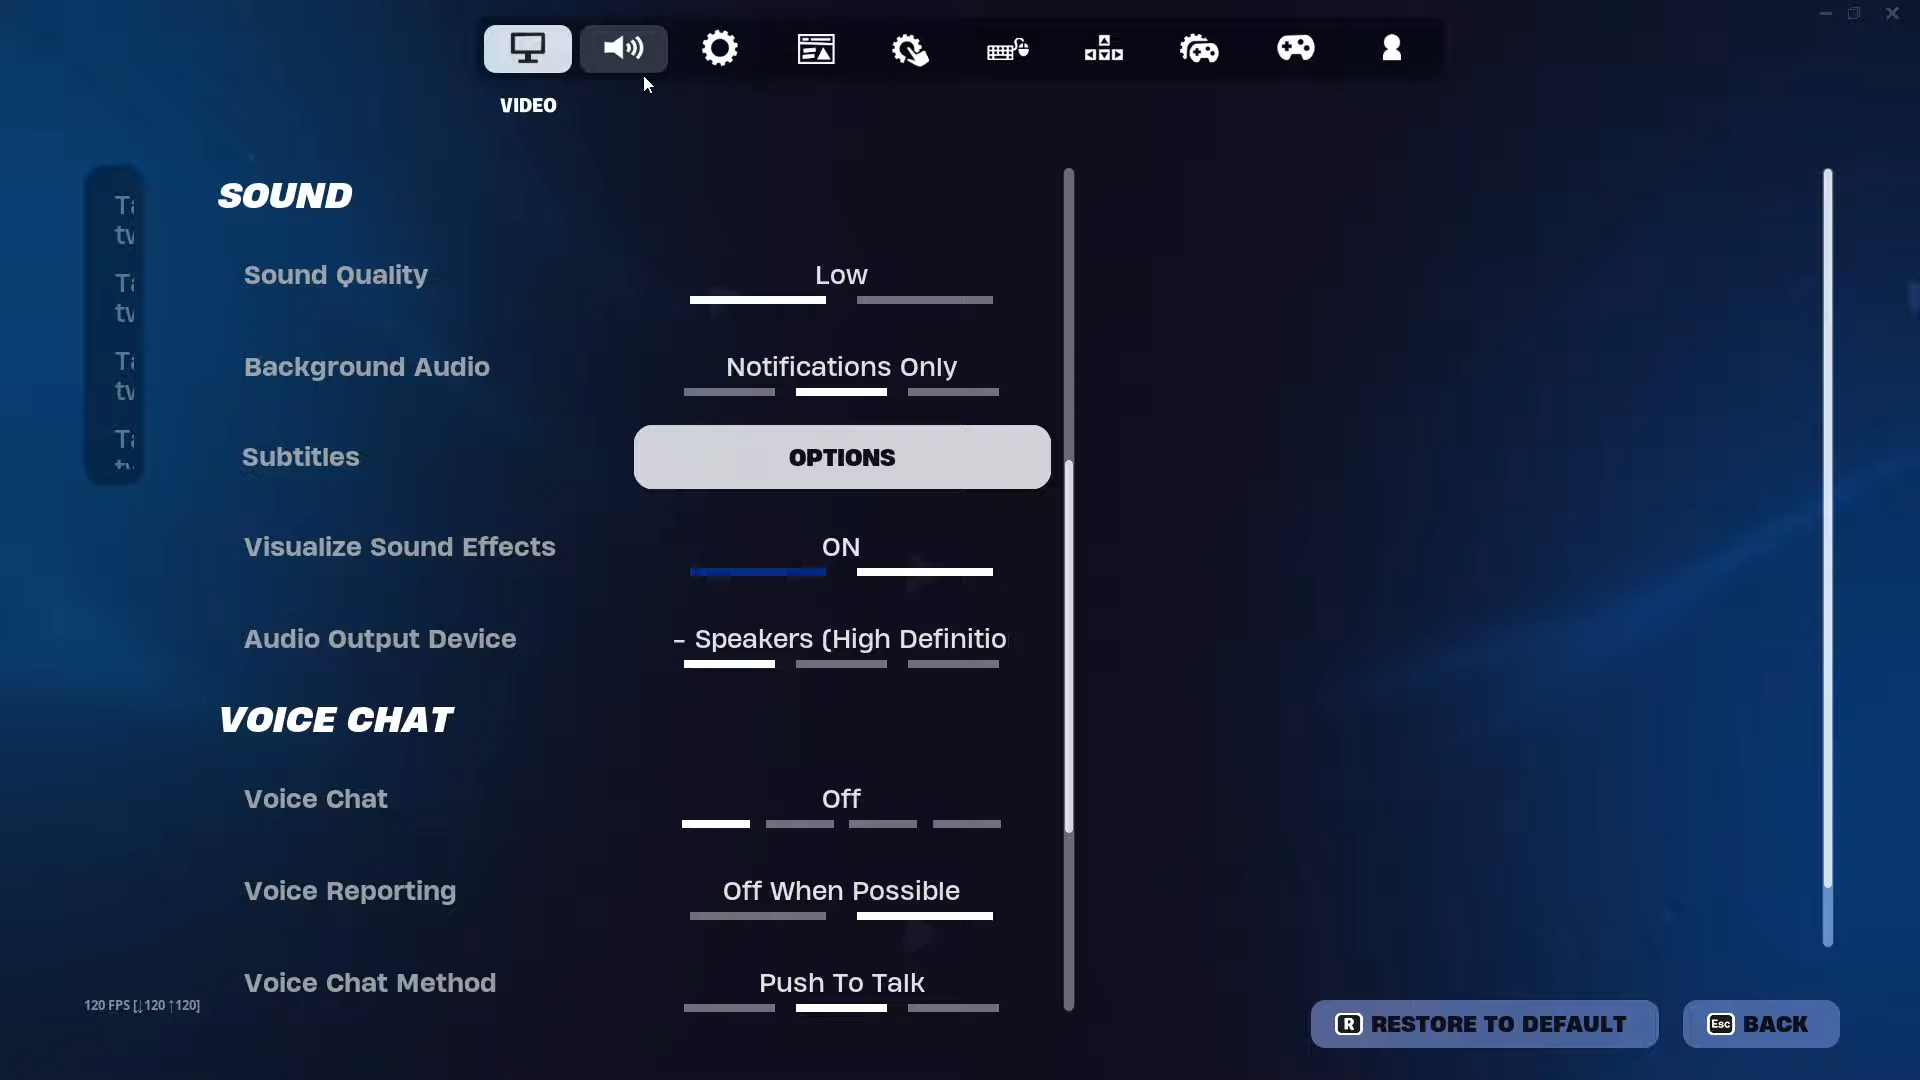 VIDEO
SOUND
Sound Quality
Low
Background Audio
Notifications Only
Subtitles
OPTIONS
Visualize Sound Effects
ON
Audio Output Device
- Speakers (High Definitio
VOICE CHAT
Voice Chat
Off
Voice Reporting
Off When Possible
Voice Chat Method
Push To Talk
120 FPS [↓120 ↑120]
R RESTORE TO DEFAULT
Esc BACK